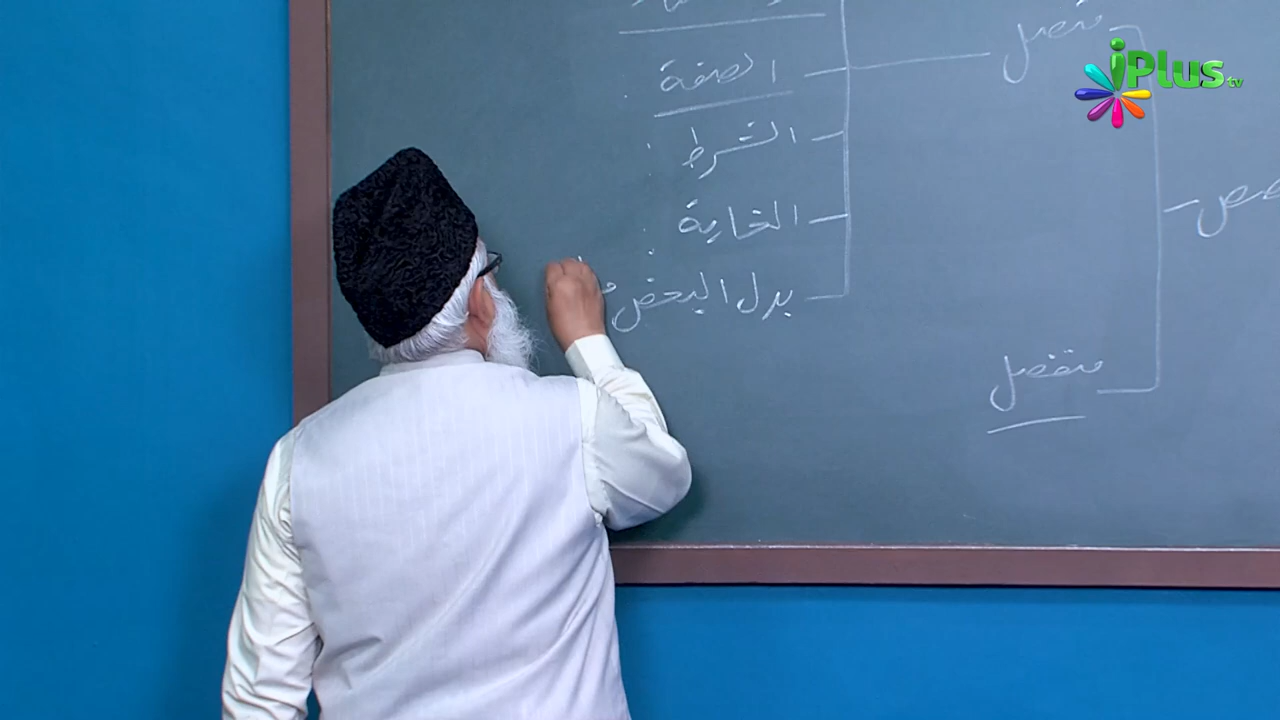 متصل
الصفة
الشرط
الغاية
بدل البعض
منفصل
iPlus tv